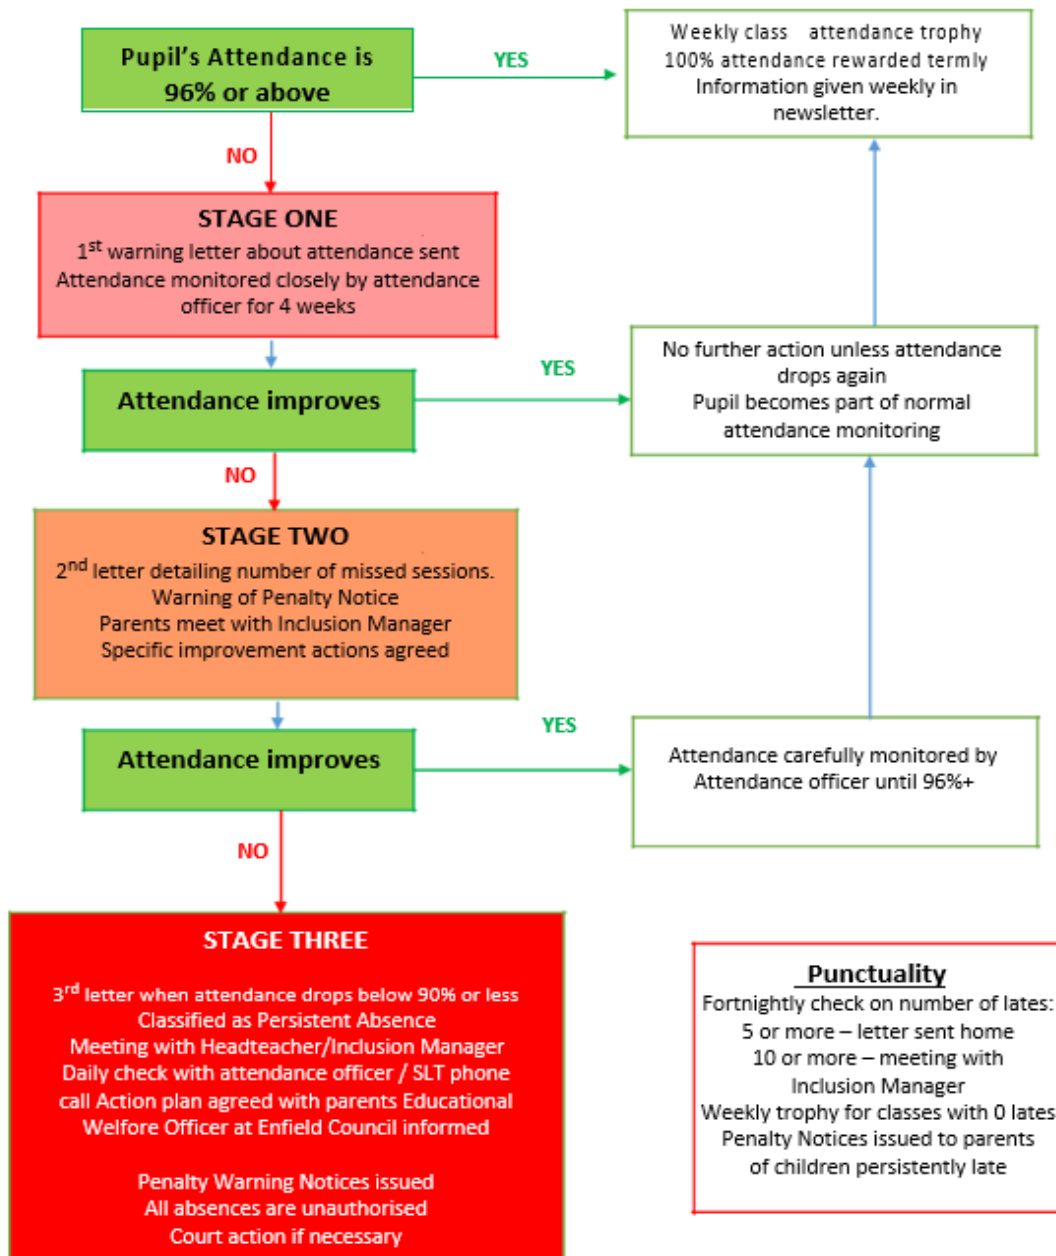 Pupil's Attendance is
96% or above
YES
Weekly class attendance trophy
100% attendance rewarded termly
Information given weekly in
newsletter.
NO
STAGE ONE
1st warning letter about attendance sent
Attendance monitored closely by attendance
officer for 4 weeks
Attendance improves
YES
No further action unless attendance
drops again
Pupil becomes part of normal
attendance monitoring
NO
STAGE TWO
2nd letter detailing number of missed sessions.
Warning of Penalty Notice
Parents meet with Inclusion Manager
Specific improvement actions agreed
Attendance improves
YES
Attendance carefully monitored by
Attendance officer until 96%+
NO
STAGE THREE
3rd letter when attendance drops below 90% or less
Classified as Persistent Absence
Meeting with Headteacher/Inclusion Manager
Daily check with attendance officer / SLT phone
call Action plan agreed with parents Educational
Welfare Officer at Enfield Council informed
Penalty Warning Notices issued
All absences are unauthorised
Court action if necessary
Punctuality
Fortnightly check on number of lates:
5 or more – letter sent home
10 or more – meeting with
Inclusion Manager
Weekly trophy for classes with 0 lates
Penalty Notices issued to parents
of children persistently late